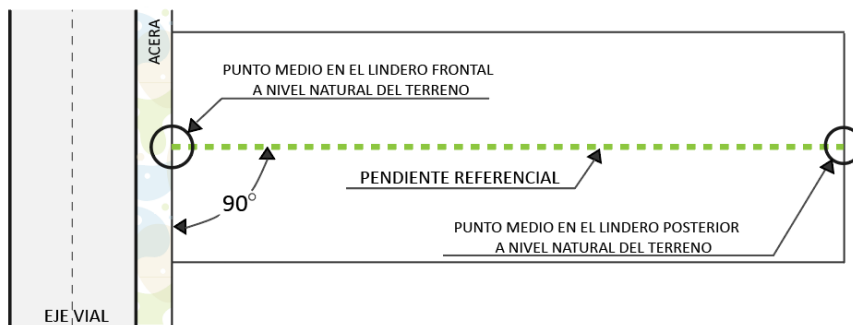 ACERA
PUNTO MEDIO EN EL LINDERO FRONTAL
A NIVEL NATURAL DEL TERRENO
PENDIENTE REFERENCIAL
90°
PUNTO MEDIO EN EL LINDERO POSTERIOR
A NIVEL NATURAL DEL TERRENO
EJE VIAL